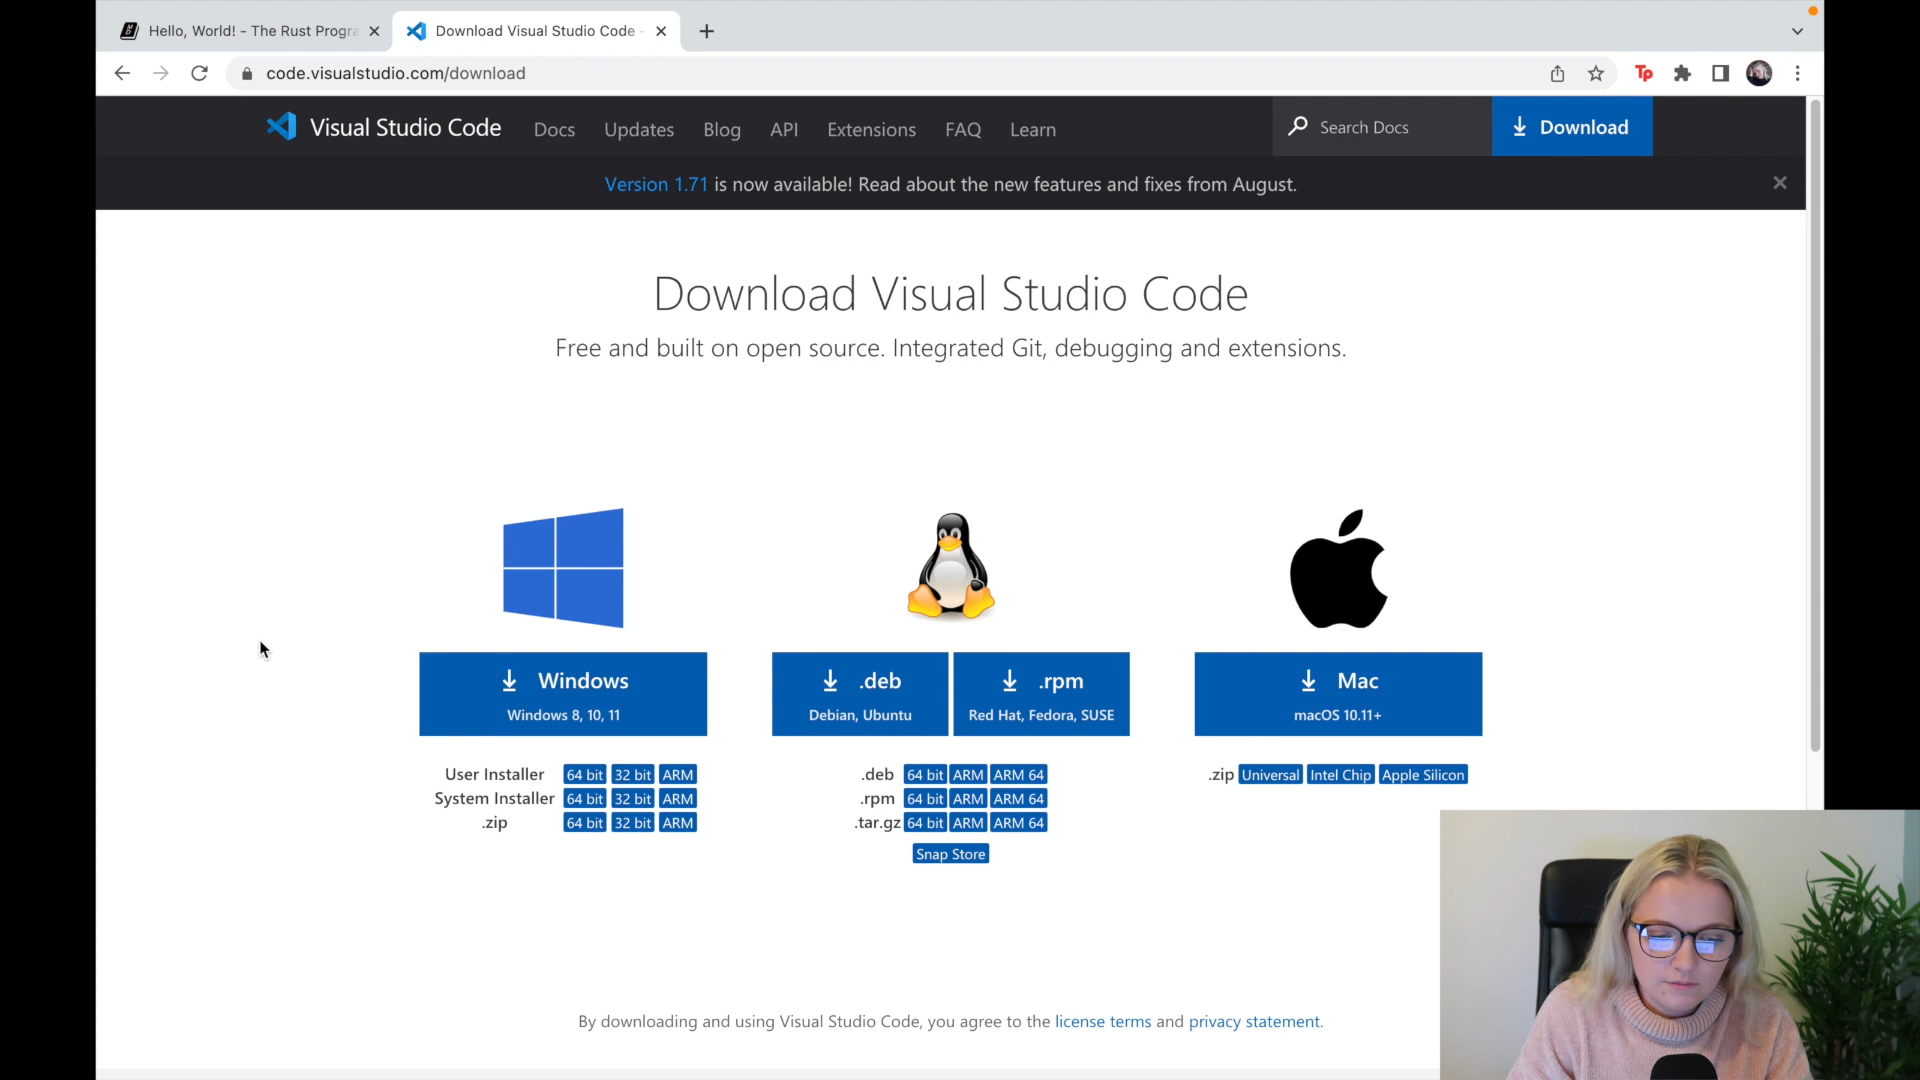 Hello, World! - The Rust Progra
Download Visual Studio Code -
code.visualstudio.com/download
Tp
Visual Studio Code
Docs
Updates
Blog
API
Extensions
FAQ
Learn
Search Docs
Download
Version 1.71 is now available! Read about the new features and fixes from August.
Download Visual Studio Code
Free and built on open source. Integrated Git, debugging and extensions.
Windows
Windows 8, 10, 11
.deb
Debian, Ubuntu
.rpm
Red Hat, Fedora, SUSE
Mac
macOS 10.11+
User Installer 64 bit 32 bit ARM
System Installer 64 bit 32 bit ARM
.zip 64 bit 32 bit ARM
.deb 64 bit ARM ARM 64
.rpm 64 bit ARM ARM 64
.tar.gz 64 bit ARM ARM 64
Snap Store
.zip Universal Intel Chip Apple Silicon
By downloading and using Visual Studio Code, you agree to the license terms and privacy statement.